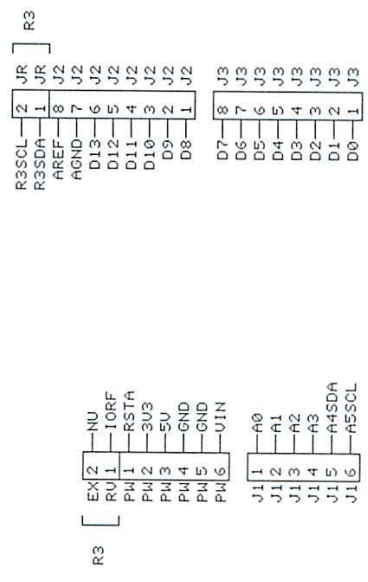 R3
R3SCL 2 JR
R3SDA 1 JR
AREF 8 J2
AGND 7 J2
D13 6 J2
D12 5 J2
D11 4 J2
D10 3 J2
D9 2 J2
D8 1 J2
D7 8 J3
D6 7 J3
D5 6 J3
D4 5 J3
D3 4 J3
D2 3 J3
D1 2 J3
D0 1 J3
R3
EX 2 NU
RU 1 IORF
PW 1 RSTA
PW 2 3V3
PW 3 5V
PW 4 GND
PW 5 GND
PW 6 VIN
J1 1 A0
J1 2 A1
J1 3 A2
J1 4 A3
J1 5 A4SDA
J1 6 A5SCL